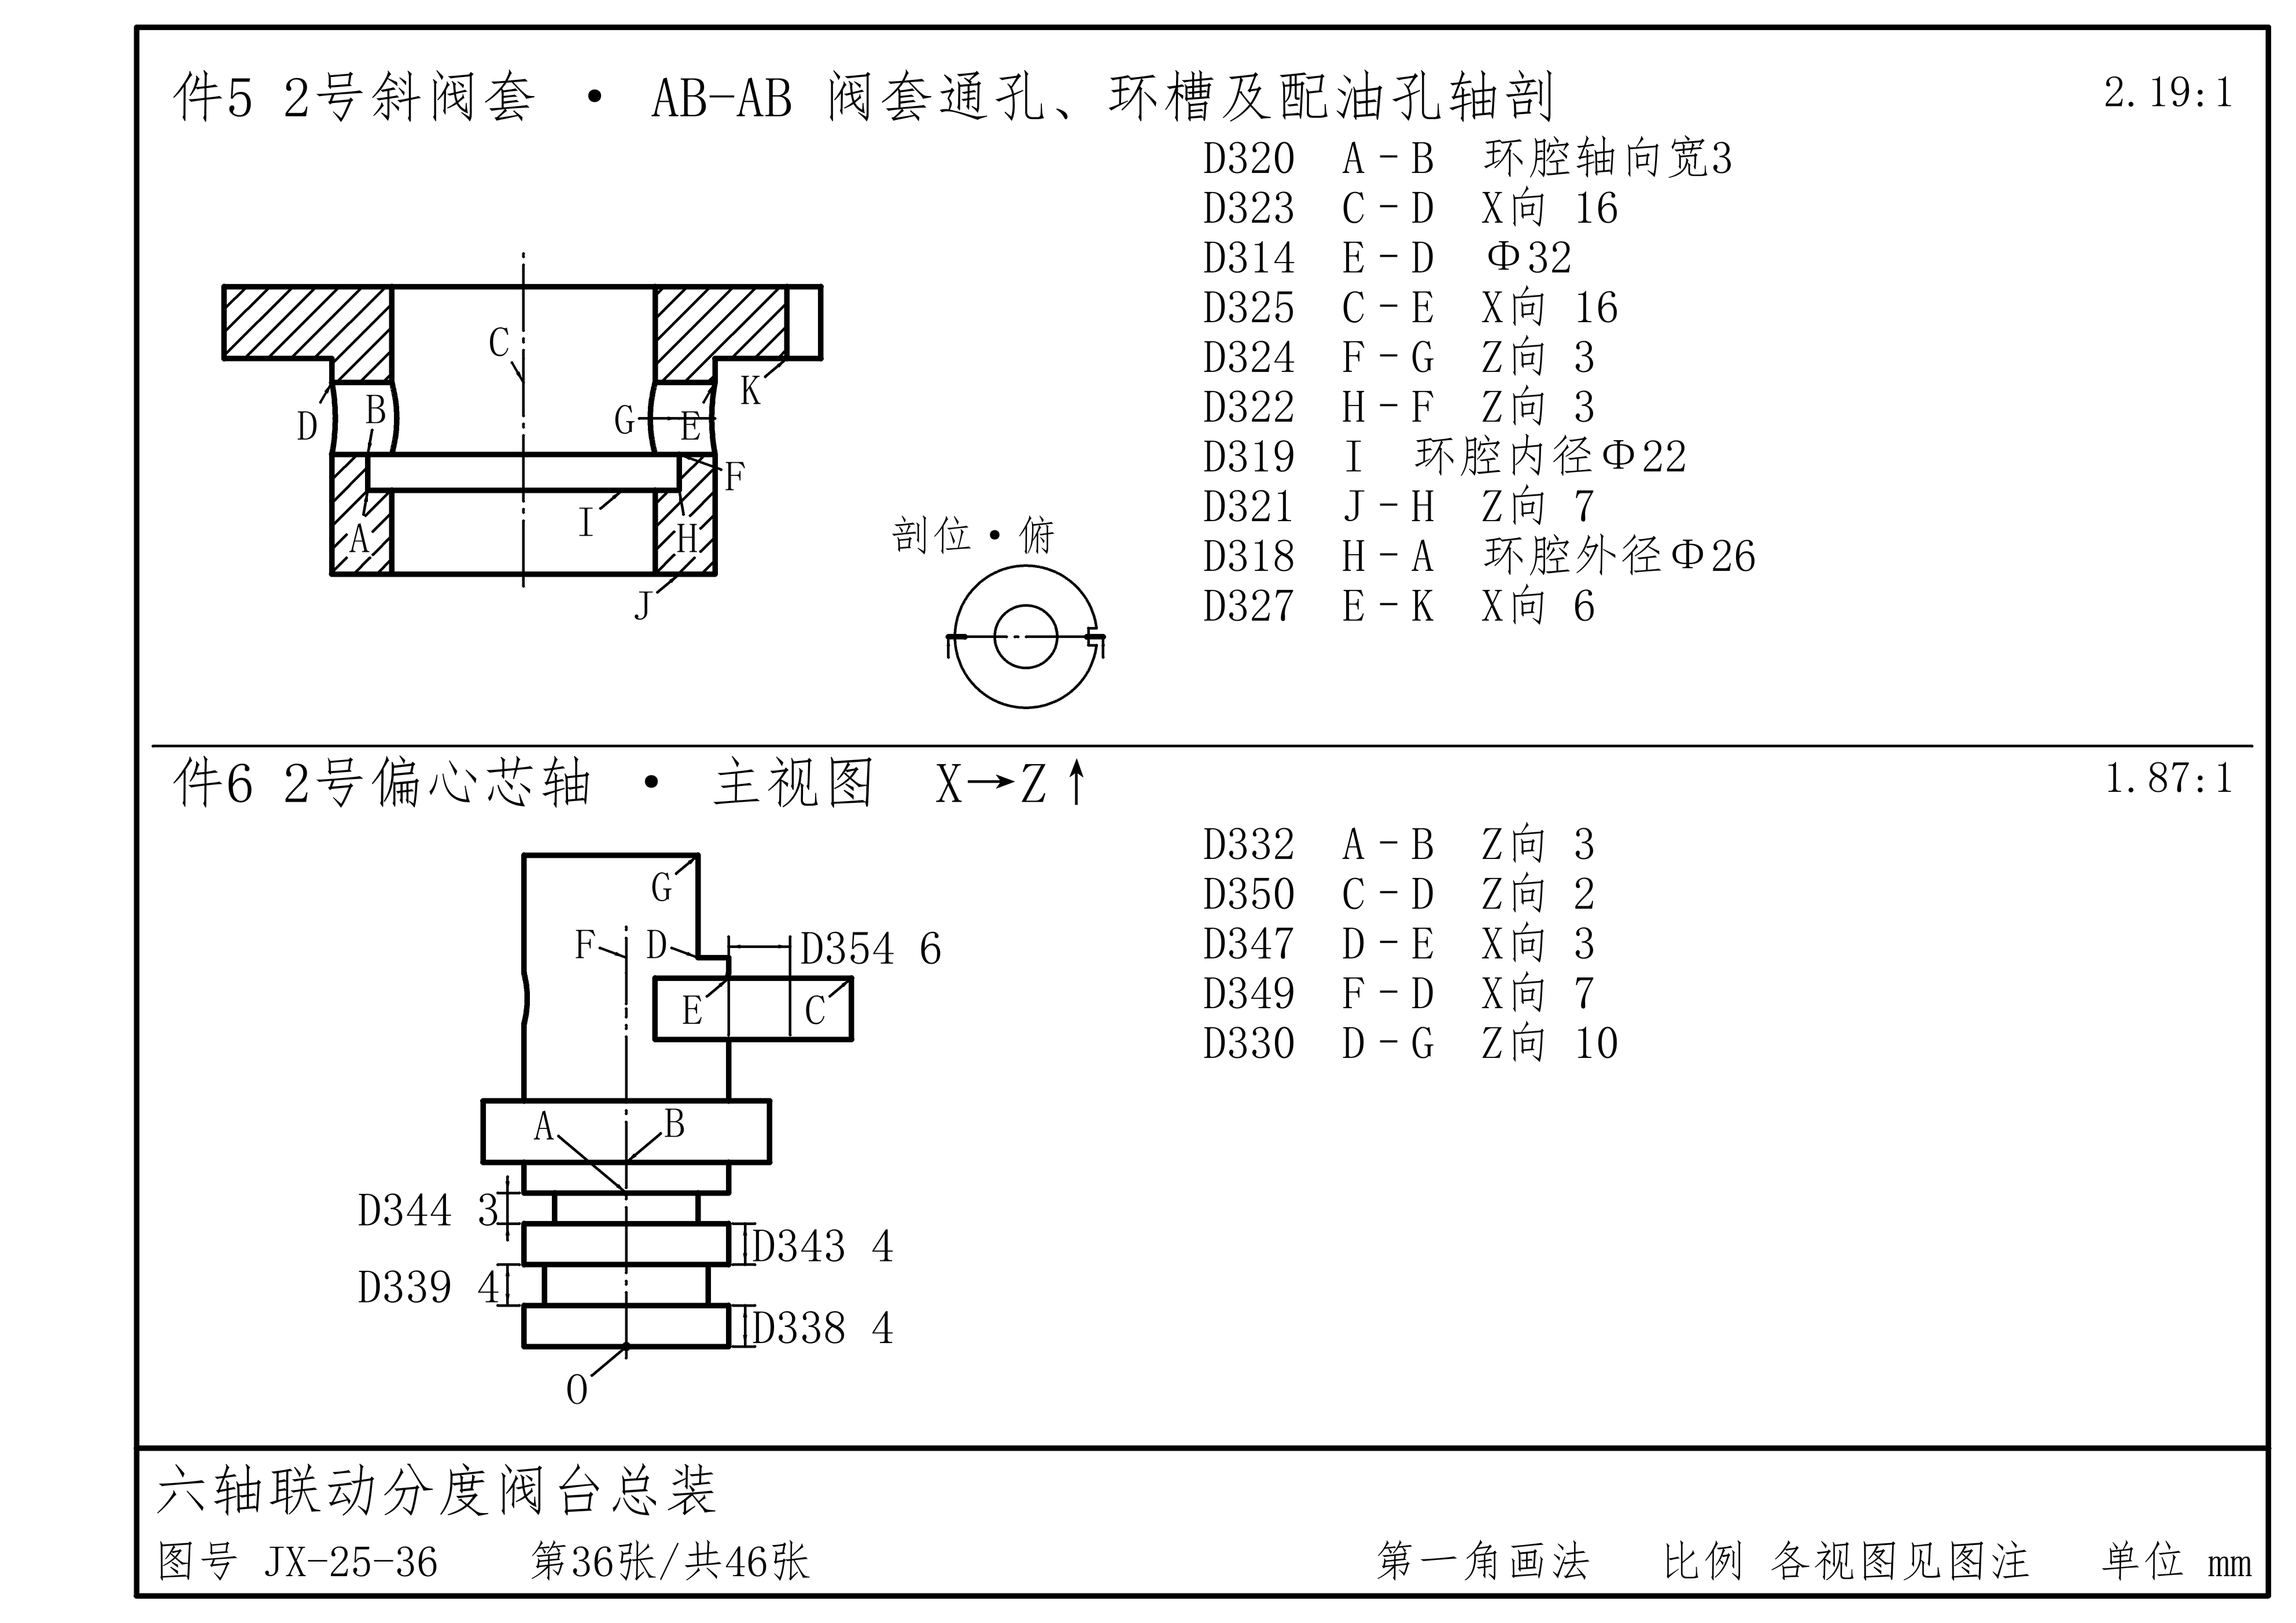 件5 2号斜阀套 · AB-AB 阀套通孔、环槽及配油孔轴剖 2.19:1
D320 A-B 环腔轴向宽3
D323 C-D X向 16
D314 E-D Φ32
D325 C-E X向 16
D324 F-G Z向 3
D322 H-F Z向 3
D319 I 环腔内径Φ22
D321 J-H Z向 7
D318 H-A 环腔外径Φ26
D327 E-K X向 6
C
K
D
B
G
E
F
A
I
H
J
剖位·俯
件6 2号偏心芯轴 · 主视图 X→Z↑ 1.87:1
D332 A-B Z向 3
D350 C-D Z向 2
D347 D-E X向 3
D349 F-D X向 7
D330 D-G Z向 10
G
F
D
D354 6
E
C
A
B
D344 3
D343 4
D339 4
D338 4
O
六轴联动分度阀台总装
图号 JX-25-36 第36张/共46张 第一角画法 比例 各视图见图注 单位 mm